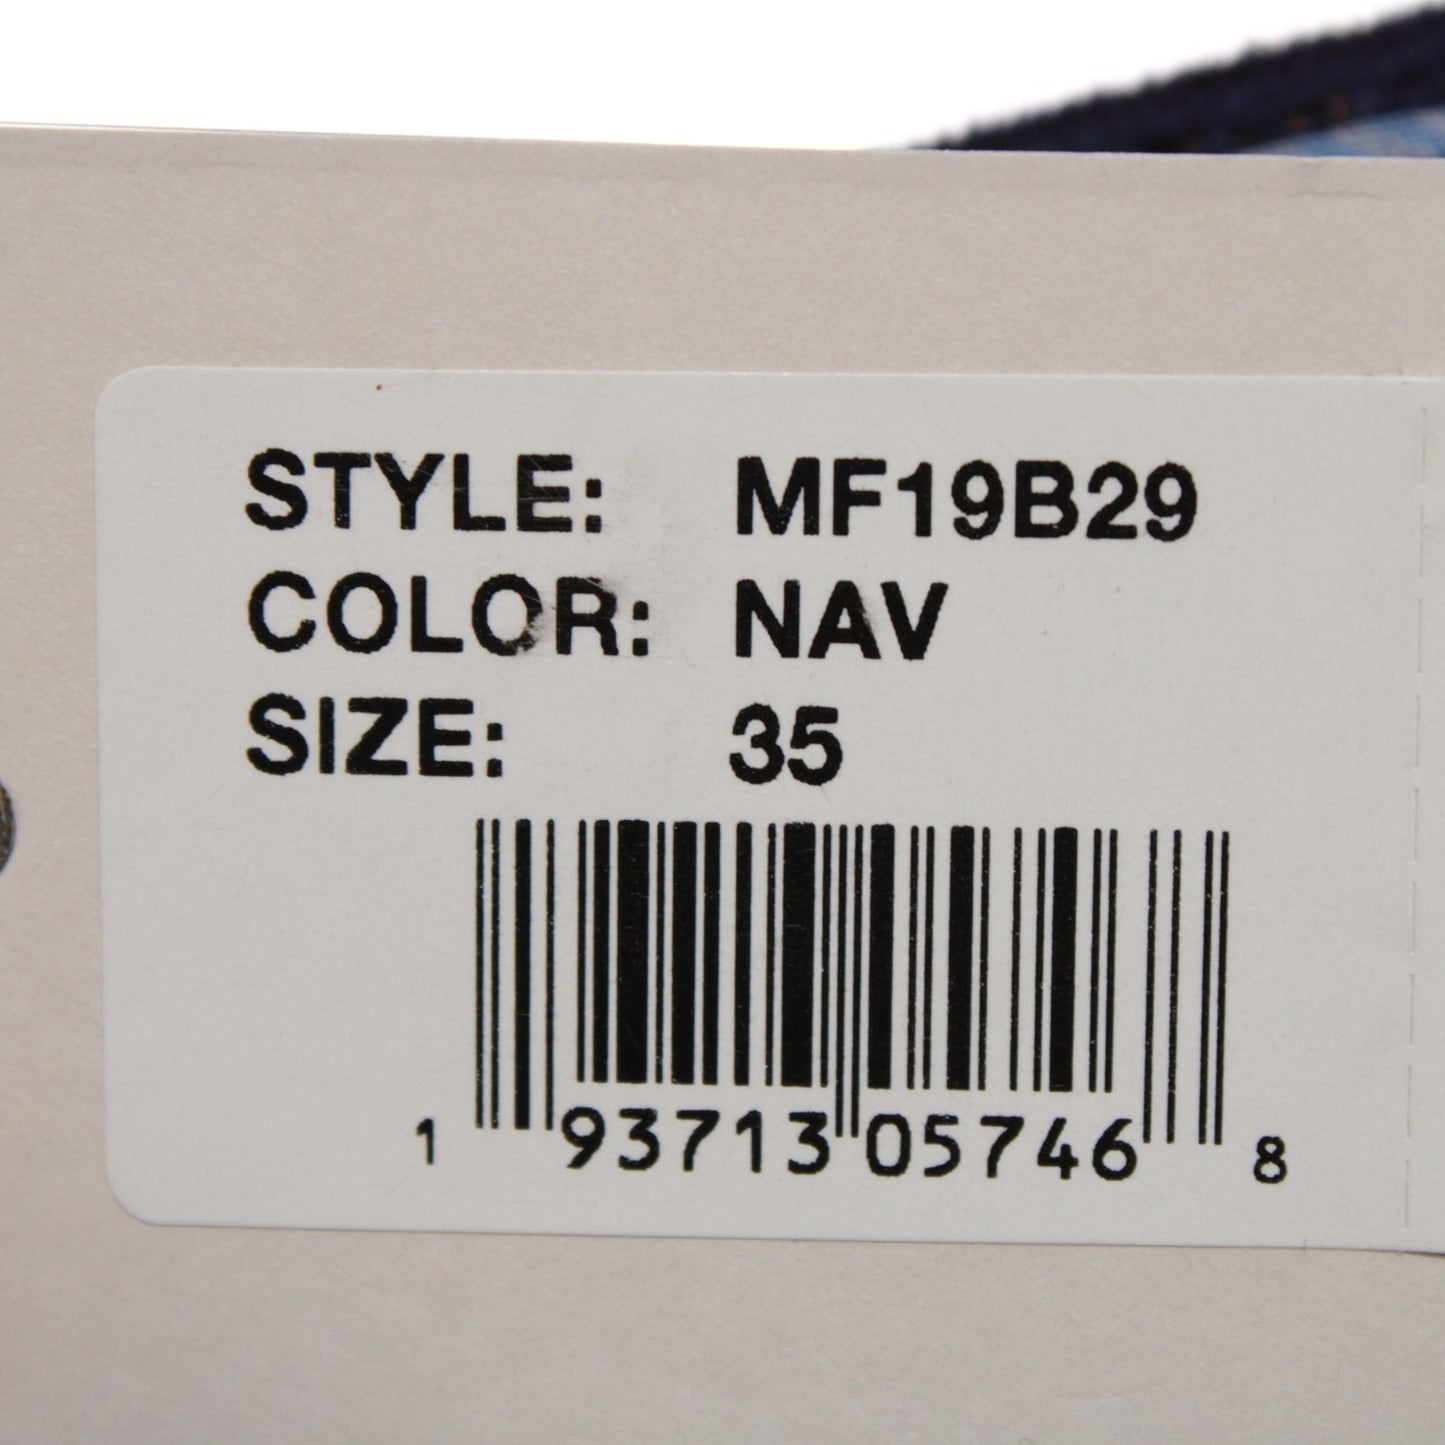 STYLE: MF19B29
COLOR: NAV
SIZE: 35
1 93713 05746 8